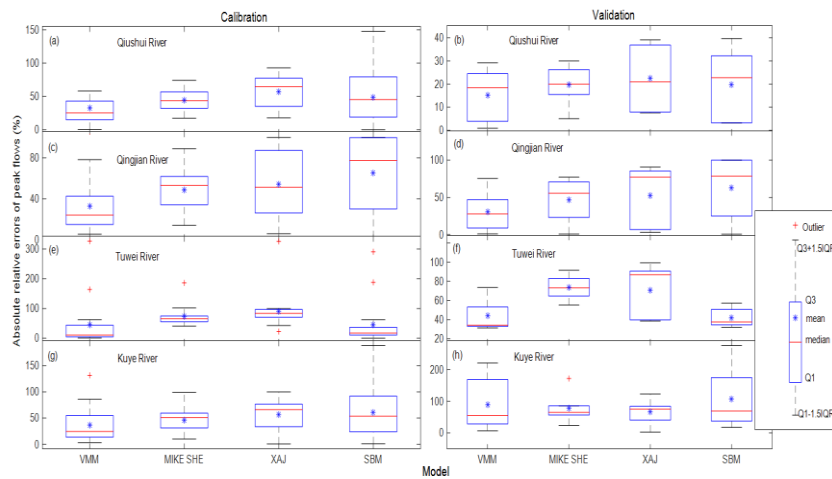 Calibration
Validation
Absolute relative errors of peak flows (%)
(a)
Qiushui River
150
100
50
0
(b)
Qiushui River
40
30
20
10
0
(c)
Qingjian River
80
40
0
(d)
Qingjian River
100
50
0
(e)
Tuwei River
300
200
100
0
(f)
Tuwei River
100
80
60
40
20
(g)
Kuye River
150
100
50
0
(h)
Kuye River
200
100
0
VMM
MIKE SHE
XAJ
SBM
VMM
MIKE SHE
XAJ
SBM
Model
Outlier
Q3+1.5IQR
Q3
mean
median
Q1
Q1-1.5IQR